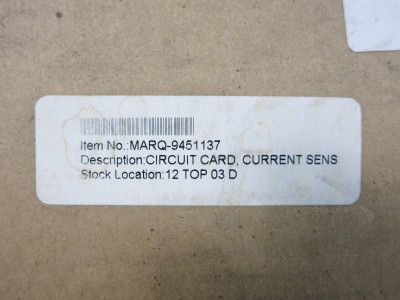 Item No.:MARQ-9451137
Description:CIRCUIT CARD, CURRENT SENS
Stock Location:12 TOP 03 D